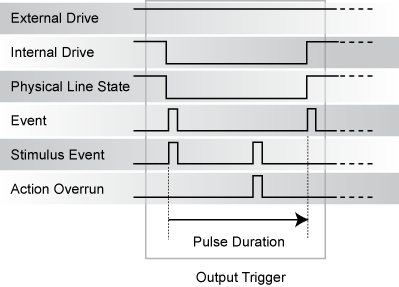 External Drive
Internal Drive
Physical Line State
Event
Stimulus Event
Action Overrun
Pulse Duration
Output Trigger